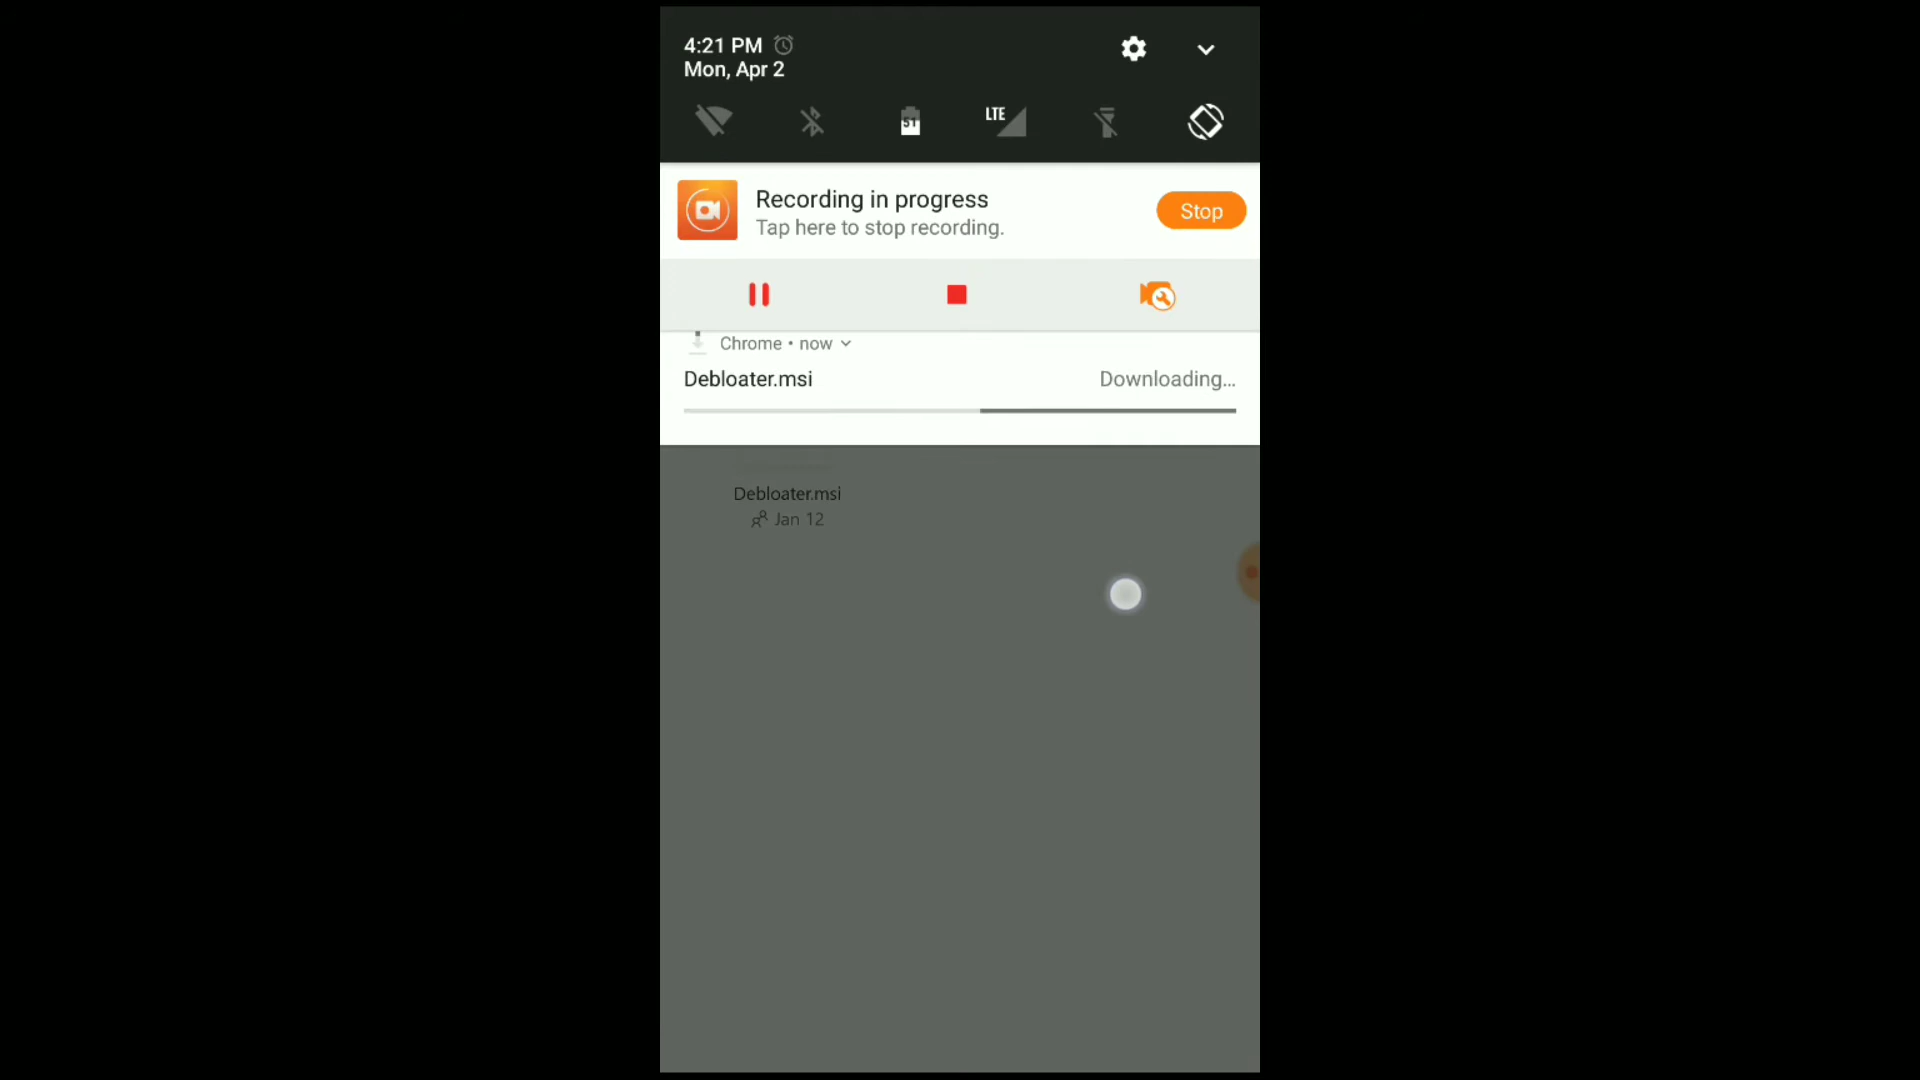 4:21 PM
Mon, Apr 2
51
LTE
Recording in progress
Tap here to stop recording.
Stop
Chrome • now
Debloater.msi
Downloading...
Debloater.msi
Jan 12